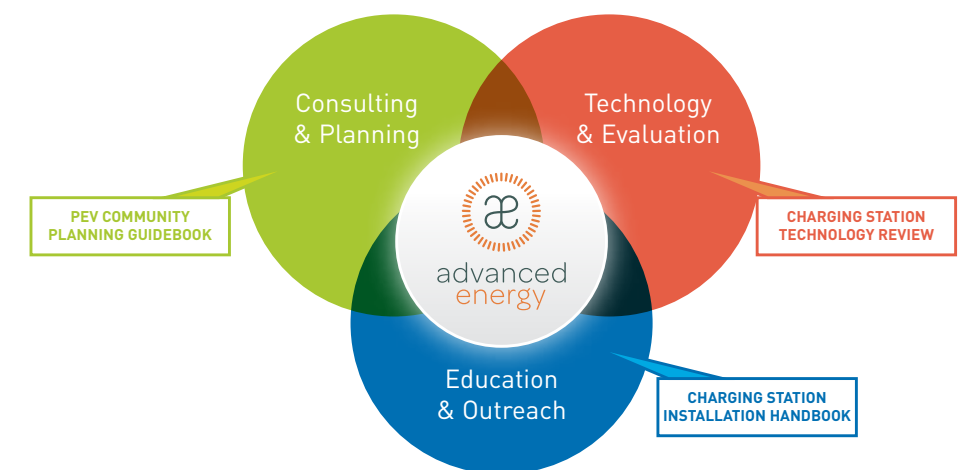 Consulting
& Planning
Technology
& Evaluation
PEV COMMUNITY
PLANNING GUIDEBOOK
CHARGING STATION
TECHNOLOGY REVIEW
æ
advanced
energy
Education
& Outreach
CHARGING STATION
INSTALLATION HANDBOOK